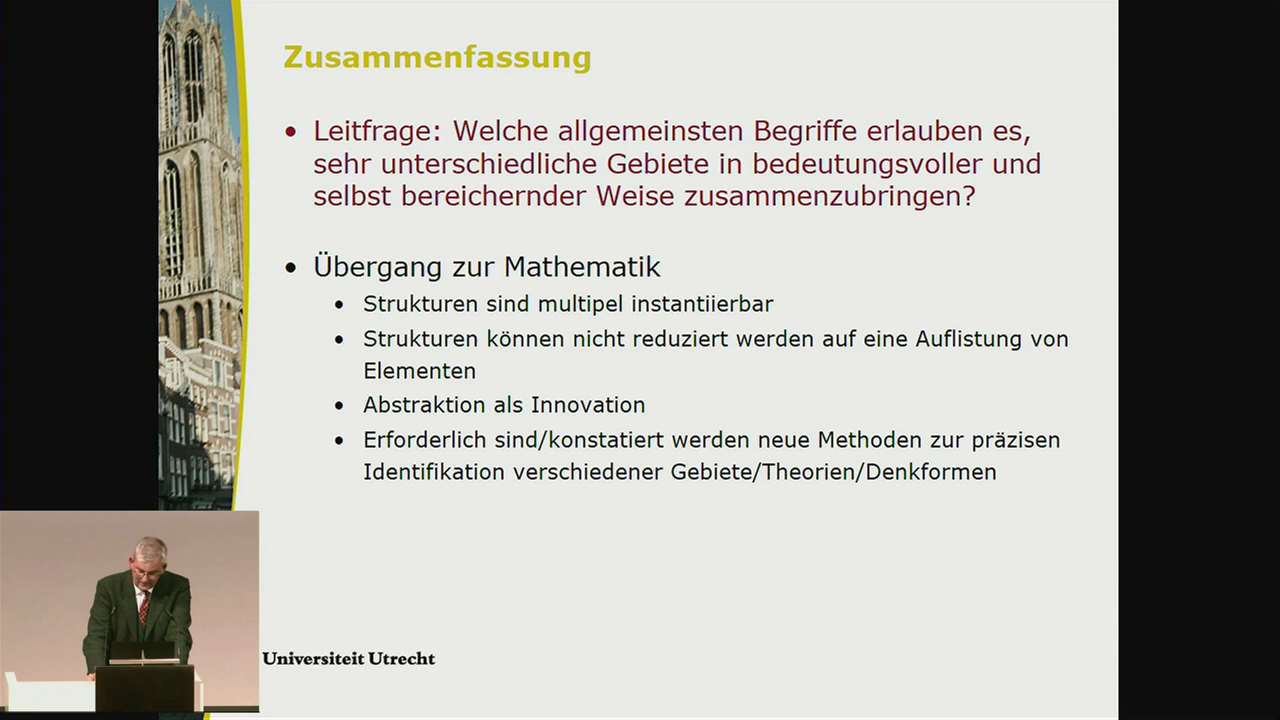 Zusammenfassung
• Leitfrage: Welche allgemeinsten Begriffe erlauben es,
sehr unterschiedliche Gebiete in bedeutungsvoller und
selbst bereichernder Weise zusammenzubringen?
• Übergang zur Mathematik
• Strukturen sind multipel instantiierbar
• Strukturen können nicht reduziert werden auf eine Auflistung von
Elementen
• Abstraktion als Innovation
• Erforderlich sind/konstatiert werden neue Methoden zur präzisen
Identifikation verschiedener Gebiete/Theorien/Denkformen
Universiteit Utrecht